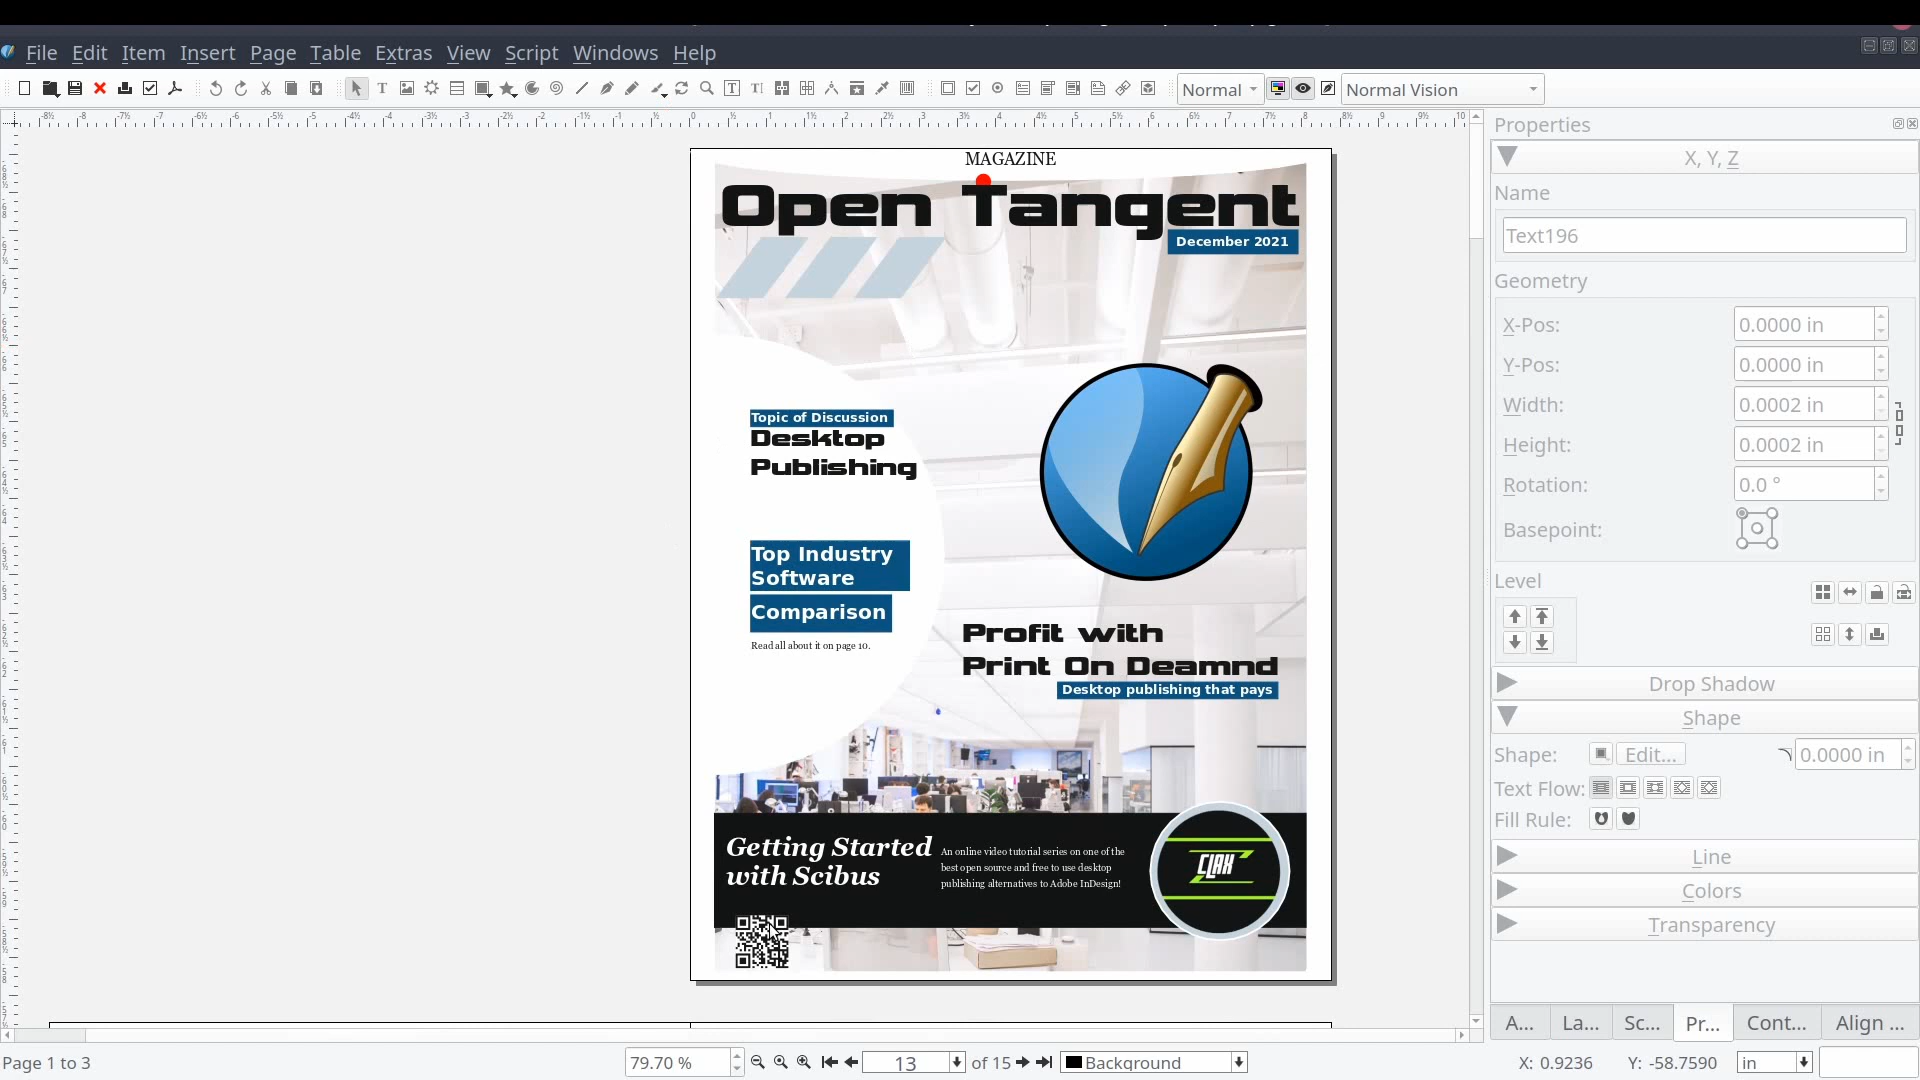 File Edit Item Insert Page Table Extras View Script Windows Help
Normal
Normal Vision
MAGAZINE
Open Tangent
December 2021
Topic of Discussion
Desktop
Publishing
Top Industry
Software
Comparison
Read all about it on page 10.
Profit with
Print On Deamnd
Desktop publishing that pays
Getting Started
with Scibus
An online video tutorial series on one of the
best open source and free to use desktop
publishing alternatives to Adobe InDesign!
CLAK
Properties
X, Y, Z
Name
Text196
Geometry
X-Pos: 0.0000 in
Y-Pos: 0.0000 in
Width: 0.0002 in
Height: 0.0002 in
Rotation: 0.0 °
Basepoint:
Level
Drop Shadow
Shape
Shape: Edit... 0.0000 in
Text Flow:
Fill Rule:
Line
Colors
Transparency
A... La... Sc... Pr... Cont... Align ...
Page 1 to 3
79.70 %
13 of 15
Background
X: 0.9236 Y: -58.7590 in